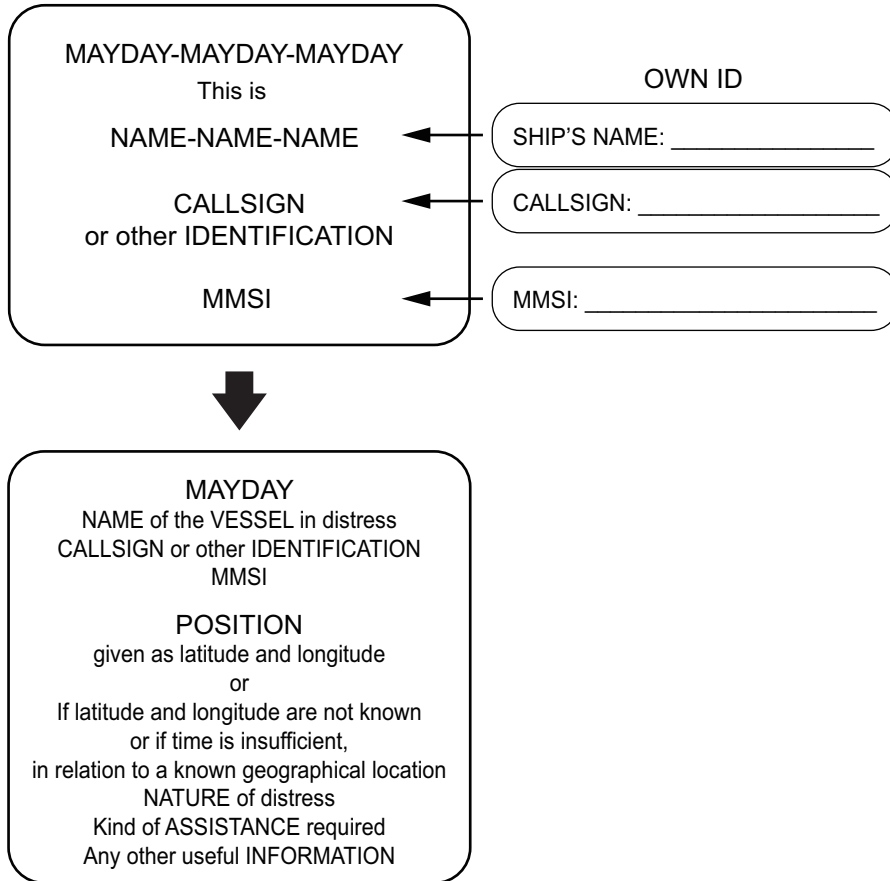 MAYDAY-MAYDAY-MAYDAY
This is
NAME-NAME-NAME
CALLSIGN
or other IDENTIFICATION
MMSI
OWN ID
SHIP'S NAME: ________________
CALLSIGN: ___________________
MMSI: _______________________
MAYDAY
NAME of the VESSEL in distress
CALLSIGN or other IDENTIFICATION
MMSI
POSITION
given as latitude and longitude
or
If latitude and longitude are not known
or if time is insufficient,
in relation to a known geographical location
NATURE of distress
Kind of ASSISTANCE required
Any other useful INFORMATION